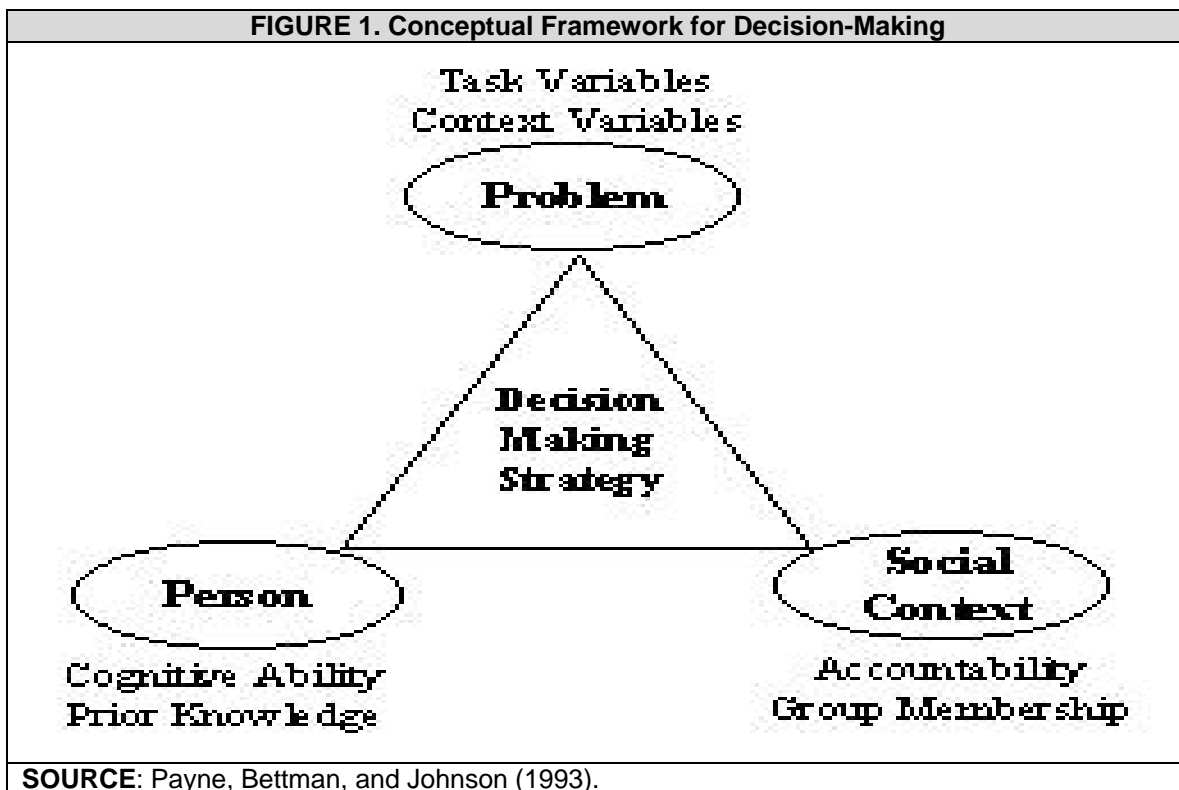 FIGURE 1. Conceptual Framework for Decision-Making
Task Variables
Context Variables
Problem
Decision
Making
Strategy
Person
Cognitive Ability
Prior Knowledge
Social
Context
Accountability
Group Membership
SOURCE: Payne, Bettman, and Johnson (1993).